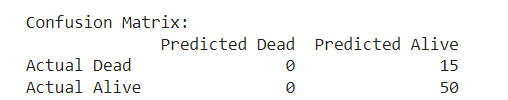 Confusion Matrix:
Predicted Dead Predicted Alive
Actual Dead 0 15
Actual Alive 0 50